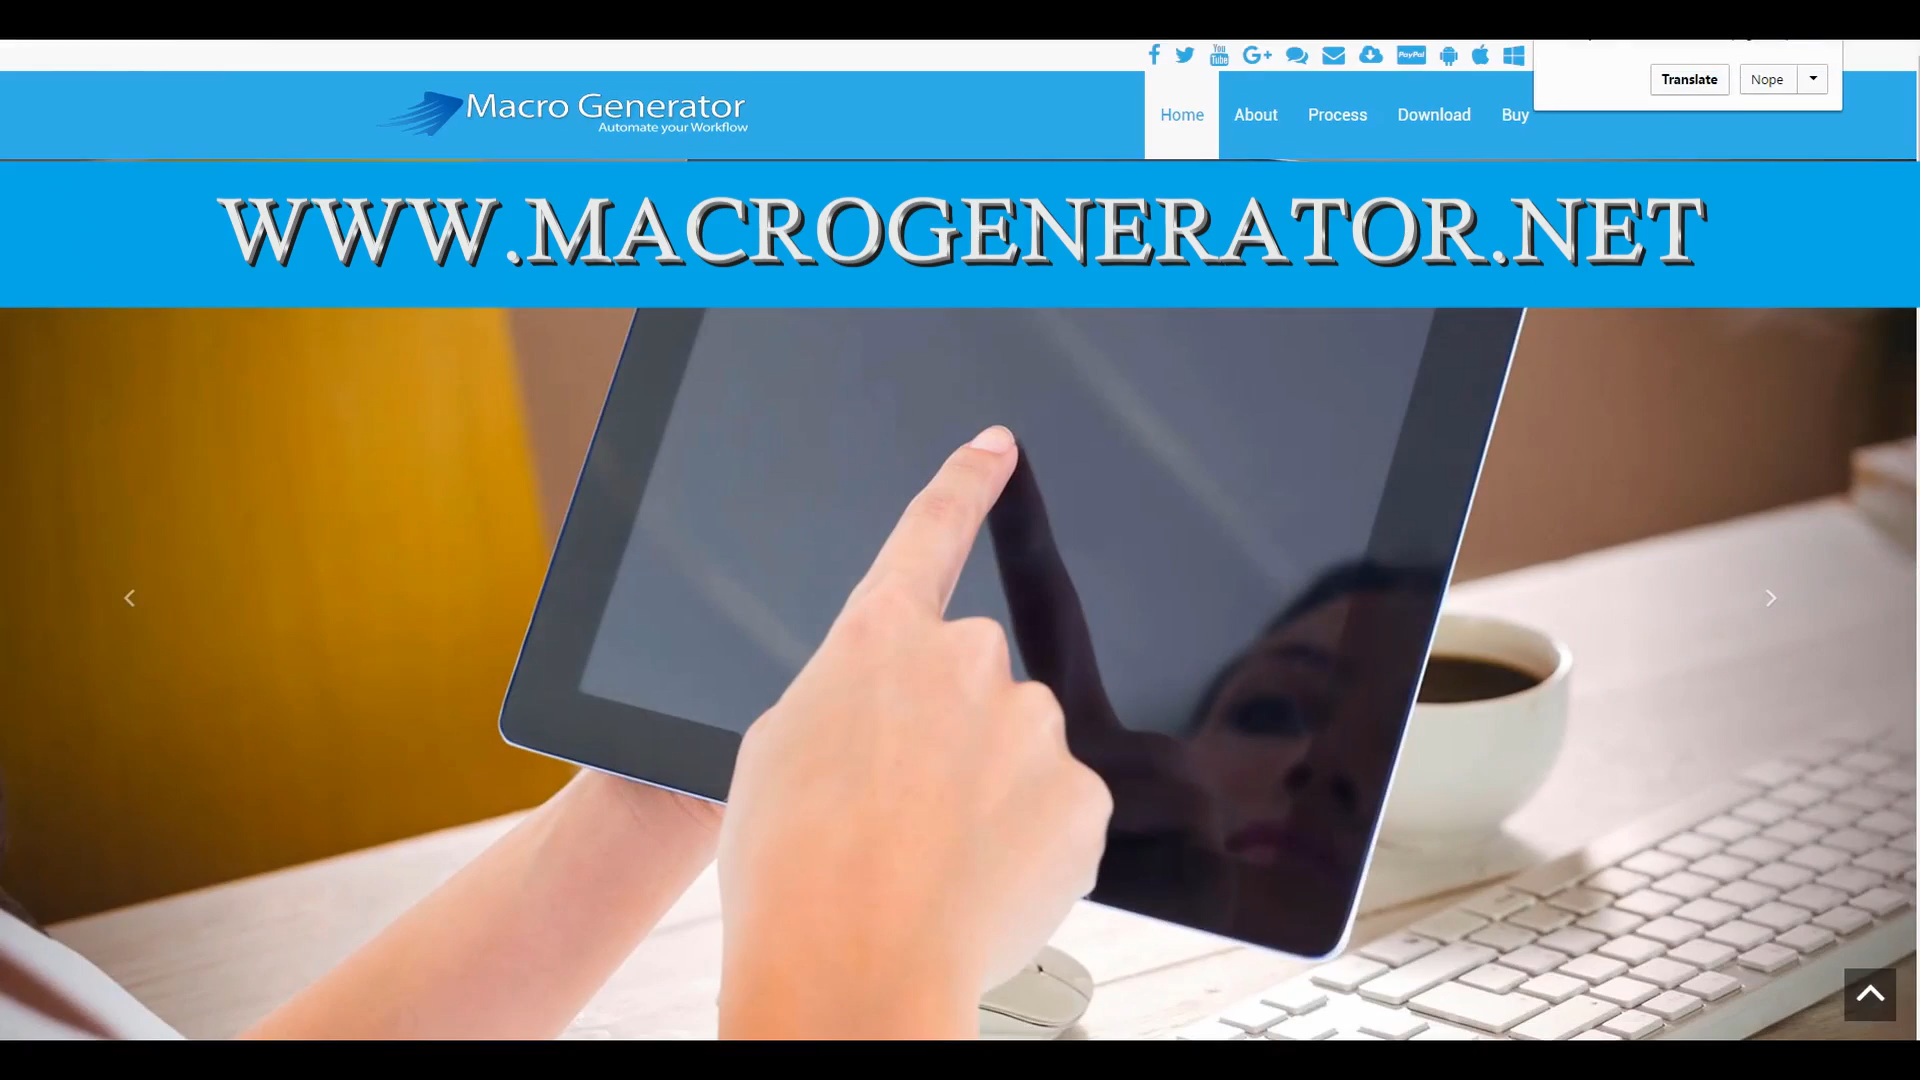 You
Tube
PayPal
Translate
Nope
Macro Generator
Automate your Workflow
Home
About
Process
Download
Buy
WWW.MACROGENERATOR.NET